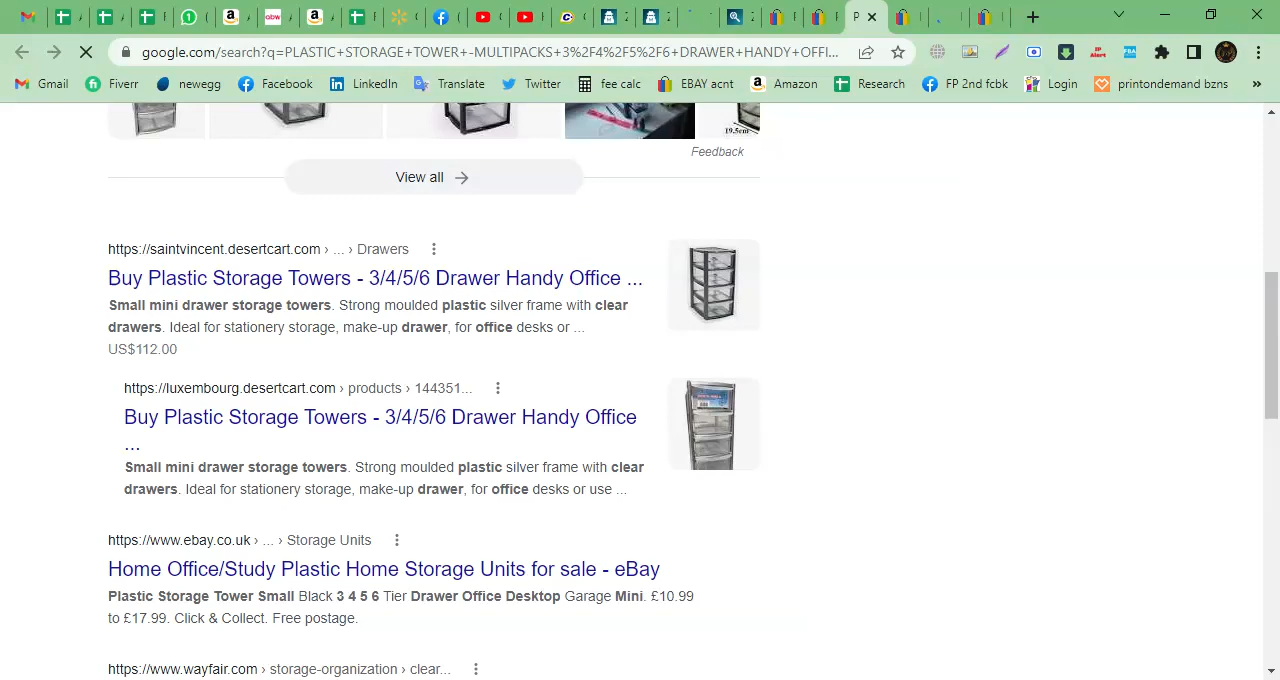 google.com/search?q=PLASTIC+STORAGE+TOWER+-MULTIPACKS+3%2F4%2F5%2F6+DRAWER+HANDY+OFFI...
Gmail Fiverr newegg Facebook LinkedIn Translate Twitter fee calc EBAY acnt Amazon Research FP 2nd fcbk Login printondemand bzns »
19.5cm
Feedback
View all →
https://saintvincent.desertcart.com › ... › Drawers
Buy Plastic Storage Towers - 3/4/5/6 Drawer Handy Office ...
Small mini drawer storage towers. Strong moulded plastic silver frame with clear
drawers. Ideal for stationery storage, make-up drawer, for office desks or ...
US$112.00
https://luxembourg.desertcart.com › products › 144351...
Buy Plastic Storage Towers - 3/4/5/6 Drawer Handy Office
...
Small mini drawer storage towers. Strong moulded plastic silver frame with clear
drawers. Ideal for stationery storage, make-up drawer, for office desks or use ...
https://www.ebay.co.uk › ... › Storage Units
Home Office/Study Plastic Home Storage Units for sale - eBay
Plastic Storage Tower Small Black 3 4 5 6 Tier Drawer Office Desktop Garage Mini. £10.99
to £17.99. Click & Collect. Free postage.
https://www.wayfair.com › storage-organization › clear...